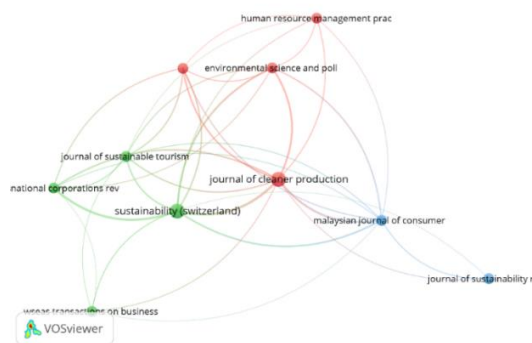 human resource management prac
environmental science and poll
journal of sustainable tourism
journal of cleaner production
national corporations rev
sustainability (switzerland)
malaysian journal of consumer
journal of sustainability r
wseas transactions on business
VOSviewer